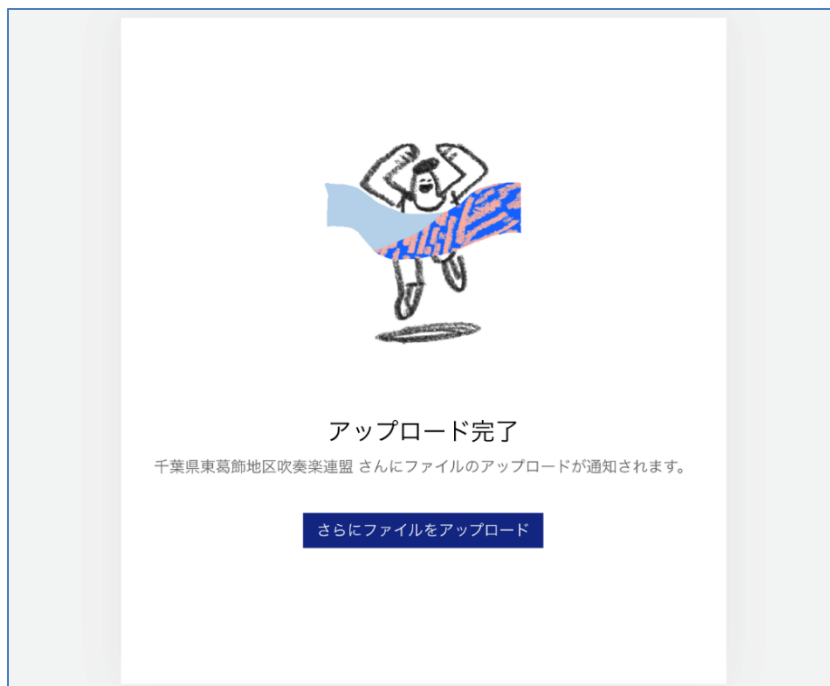 アップロード完了
千葉県東葛飾地区吹奏楽連盟 さんにファイルのアップロードが通知されます。
さらにファイルをアップロード